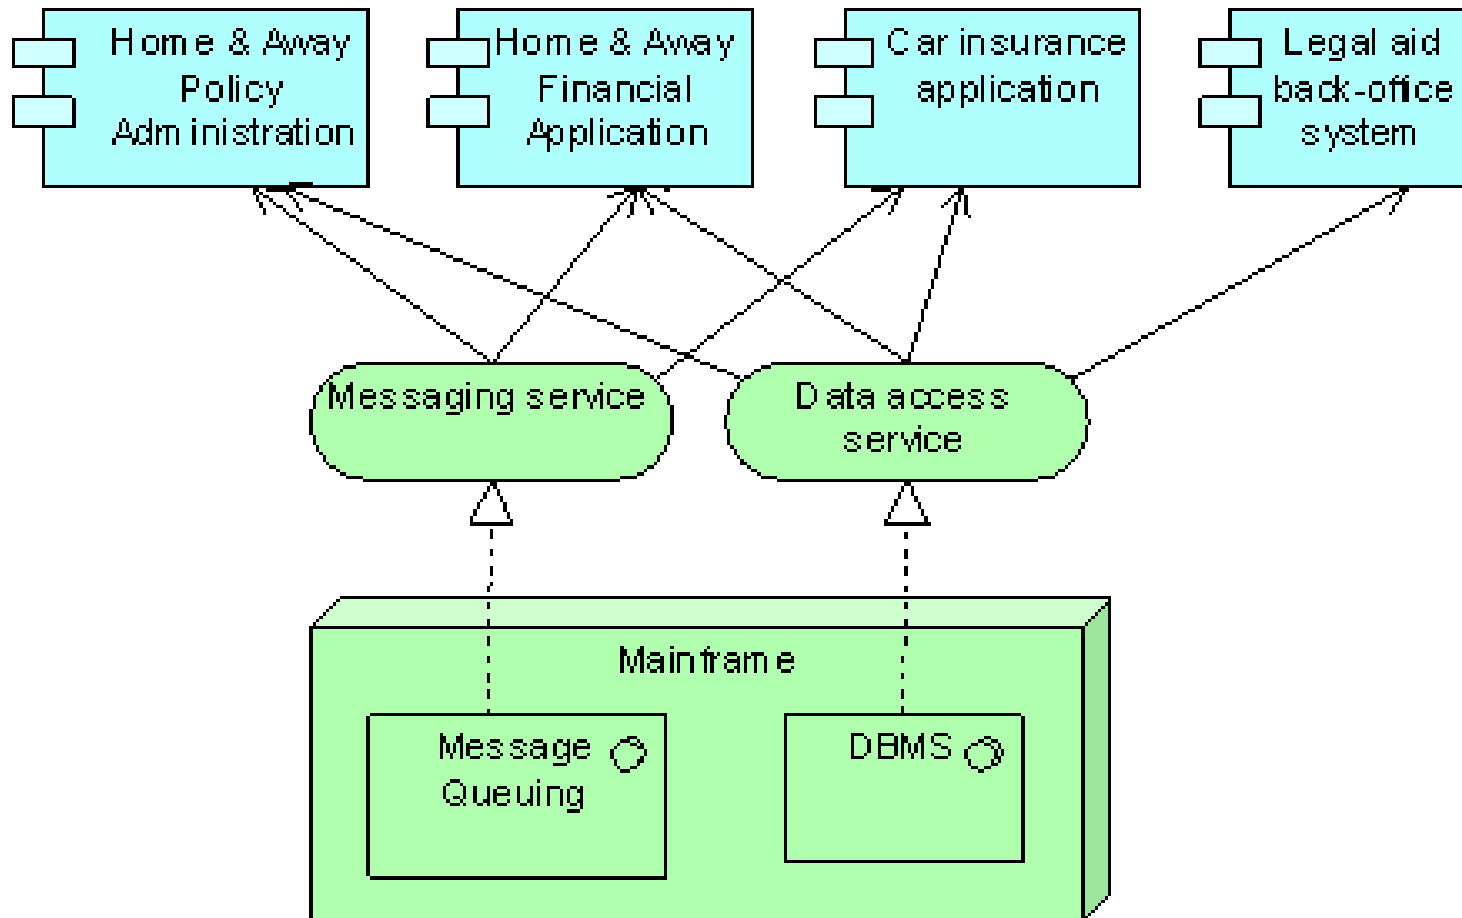 Home & Away
Policy
Administration
Home & Away
Financial
Application
Car insurance
application
Legal aid
back-office
system
Messaging service
Data access
service
Mainframe
Message
Queuing
DBMS